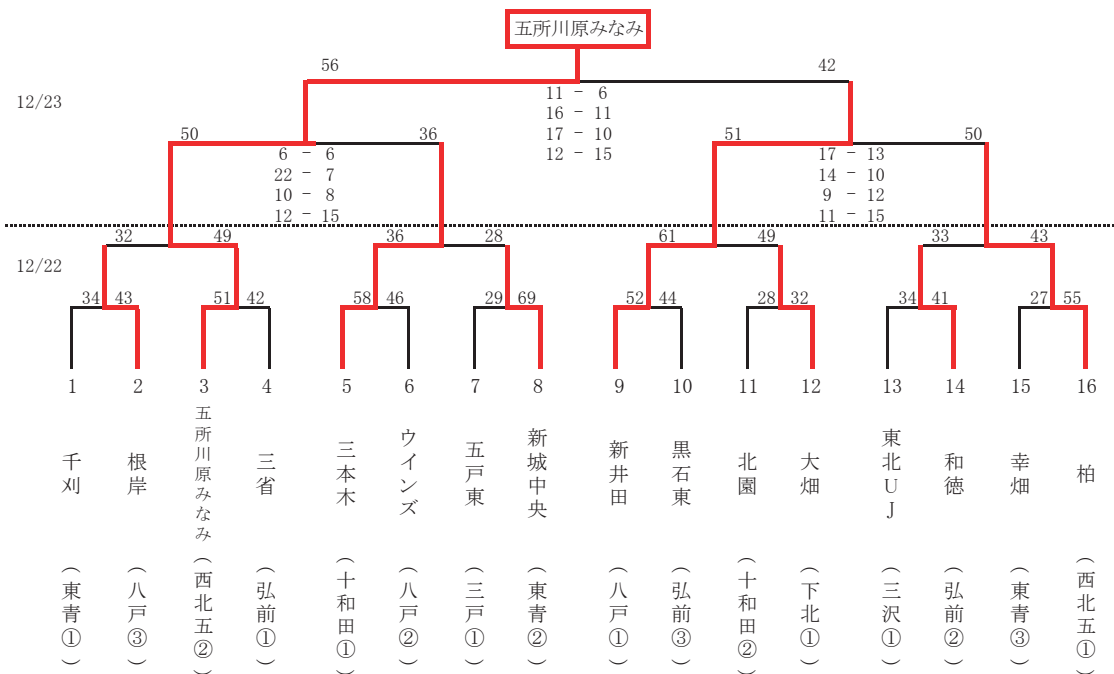 五所川原みなみ
56 42
12/23
11 - 6
16 - 11
17 - 10
12 - 15
50 36 51 50
6 - 6
22 - 7
10 - 8
12 - 15
17 - 13
14 - 10
9 - 12
11 - 15
32 49 36 28 61 49 33 43
12/22
34 43 51 42 58 46 29 69 52 44 28 32 34 41 27 55
1 2 3 4 5 6 7 8 9 10 11 12 13 14 15 16
千刈
根岸
五所川原みなみ
三省
三本木
ウインズ
五戸東
新城中央
新井田
黒石東
北園
大畑
東北UJ
和徳
幸畑
柏
(東青①)
(八戸③)
(西北五②)
(弘前①)
(十和田①)
(八戸②)
(三戸①)
(東青②)
(八戸①)
(弘前③)
(十和田②)
(下北①)
(三沢①)
(弘前②)
(東青③)
(西北五①)